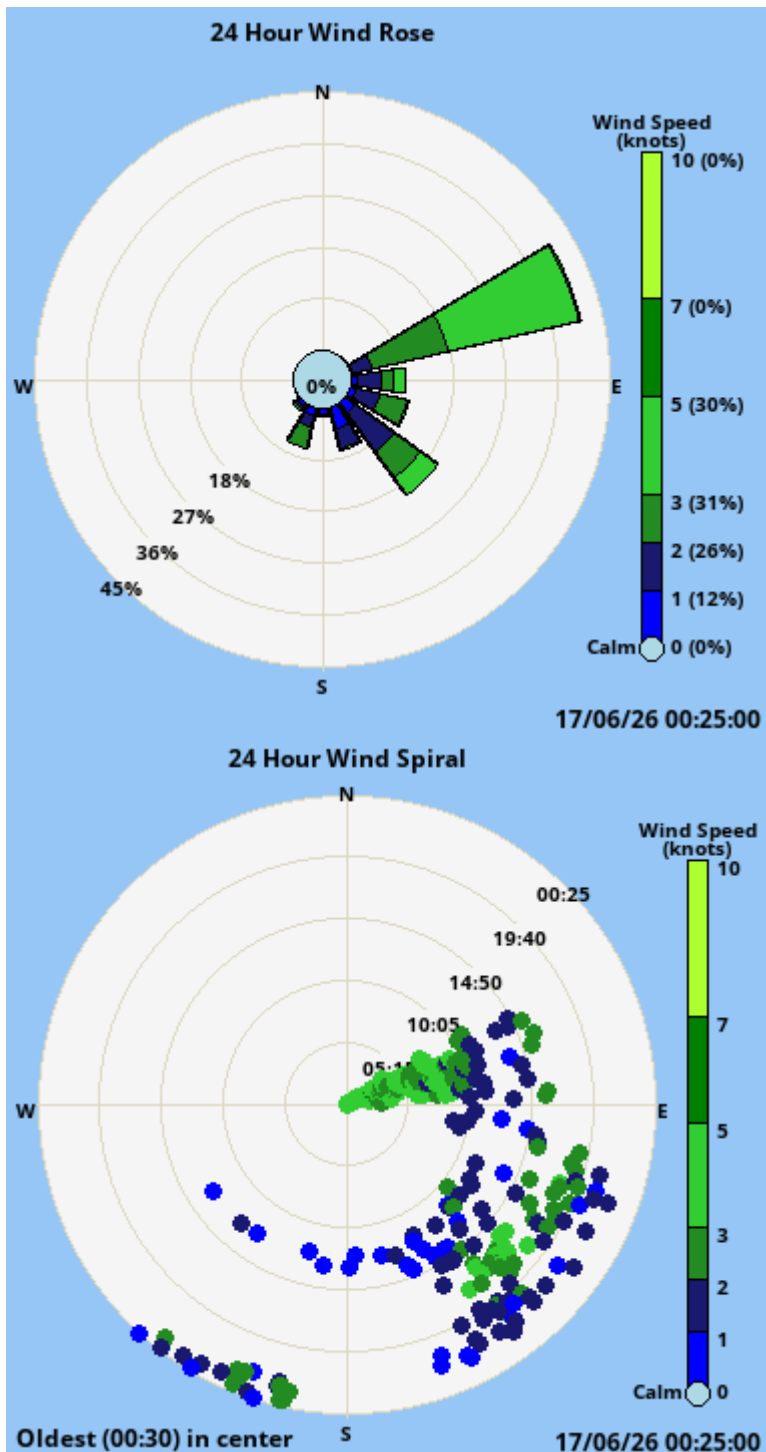 24 Hour Wind Rose
N
Wind Speed
(knots)
10 (0%)
7 (0%)
W
0%
E
5 (30%)
18%
3 (31%)
27%
2 (26%)
36%
45%
1 (12%)
Calm
0 (0%)
S
17/06/26 00:25:00
24 Hour Wind Spiral
N
Wind Speed
(knots)
10
00:25
19:40
14:50
7
10:05
W
E
5
3
2
1
Calm
0
S
Oldest (00:30) in center
17/06/26 00:25:00